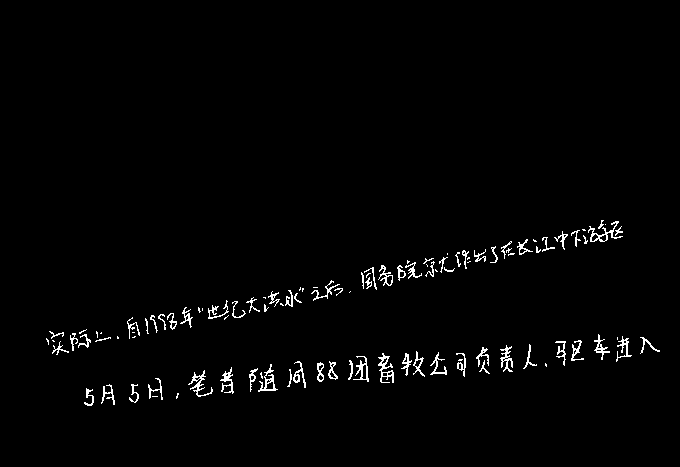 实际上,自1998年“世纪大洪水”之后,国务院就作出了在长江中下游延
5月5日,笔者随同88团畜牧公司负责人,驱车进入